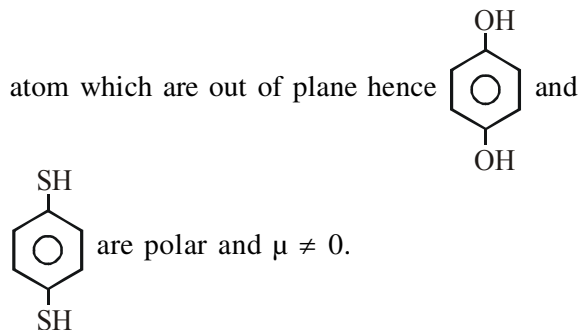 OH
atom which are out of plane hence and
OH
SH
are polar and μ ≠ 0.
SH